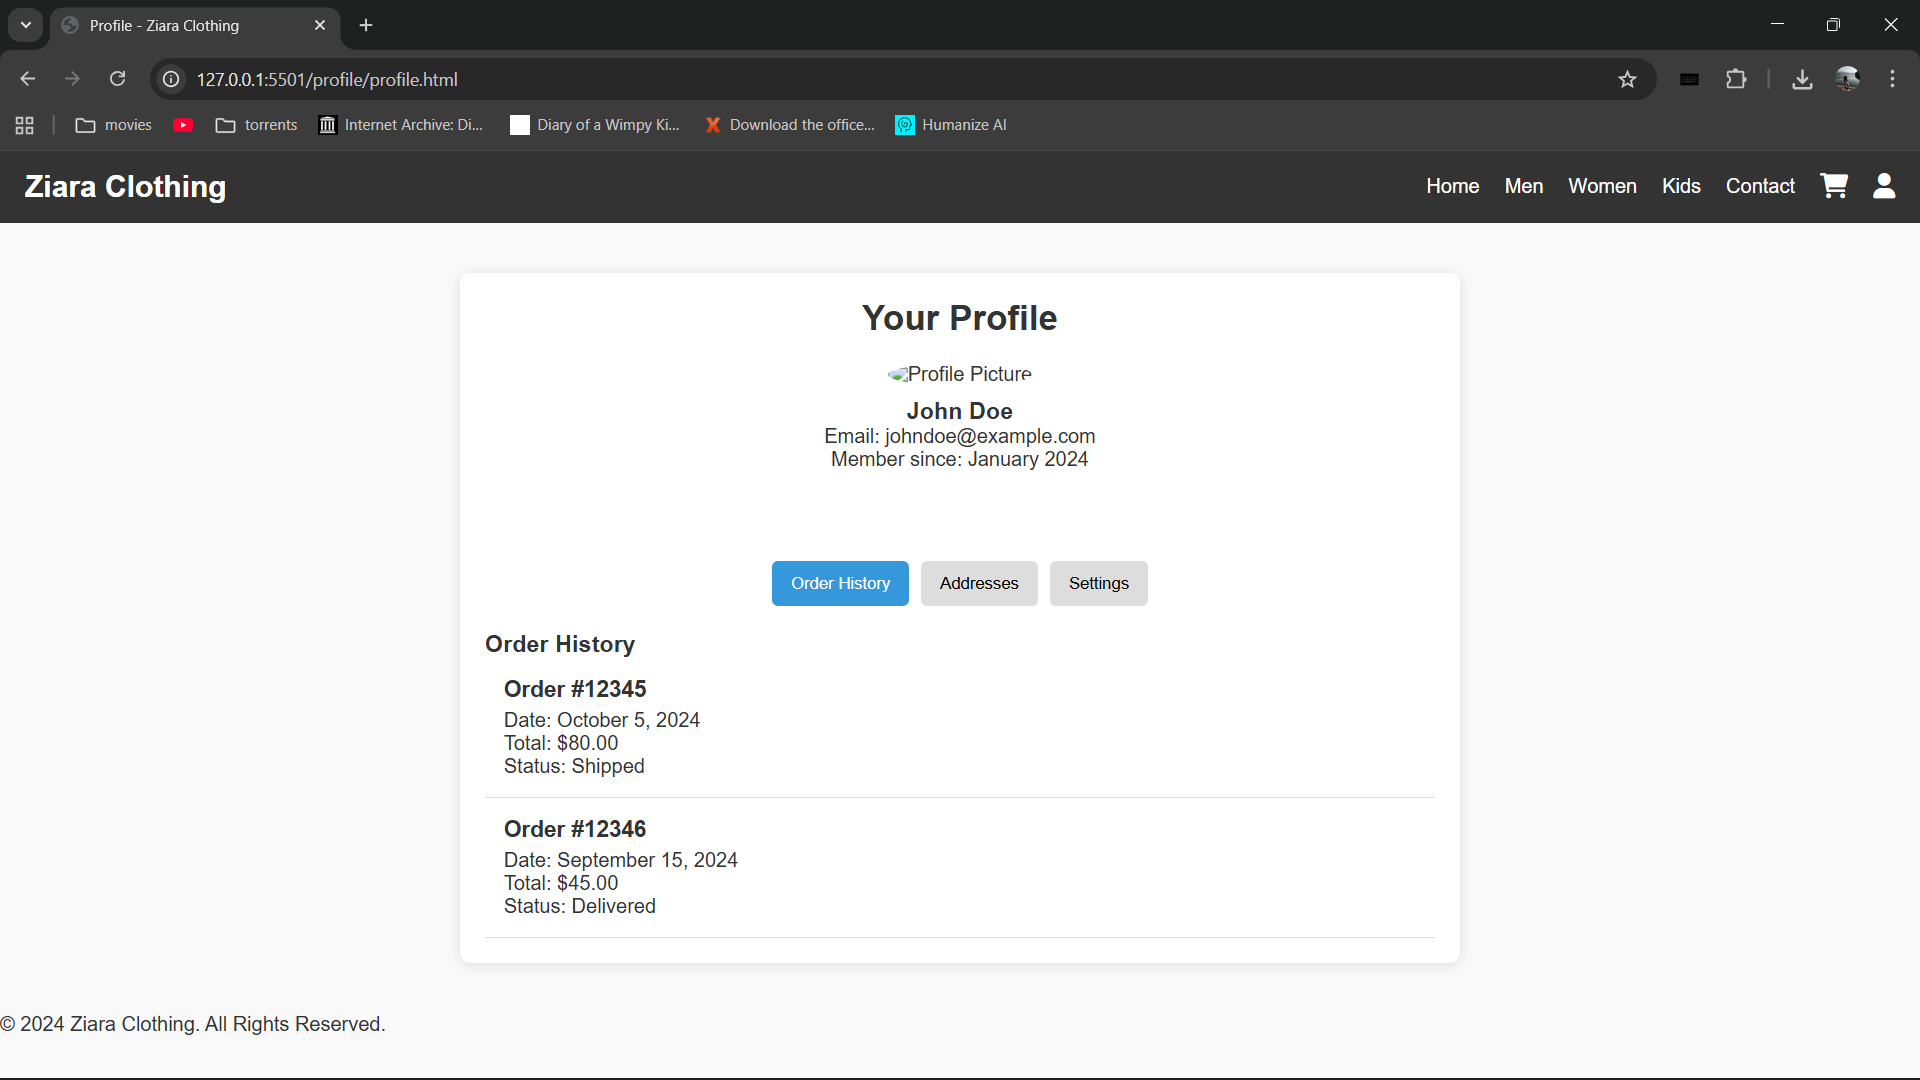 Profile - Ziara Clothing
127.0.0.1:5501/profile/profile.html
movies torrents Internet Archive: Di... Diary of a Wimpy Ki... Download the office... Humanize AI
Ziara Clothing Home Men Women Kids Contact
Your Profile
Profile Picture
John Doe
Email: johndoe@example.com
Member since: January 2024
Order History Addresses Settings
Order History
Order #12345
Date: October 5, 2024
Total: $80.00
Status: Shipped
Order #12346
Date: September 15, 2024
Total: $45.00
Status: Delivered
© 2024 Ziara Clothing. All Rights Reserved.